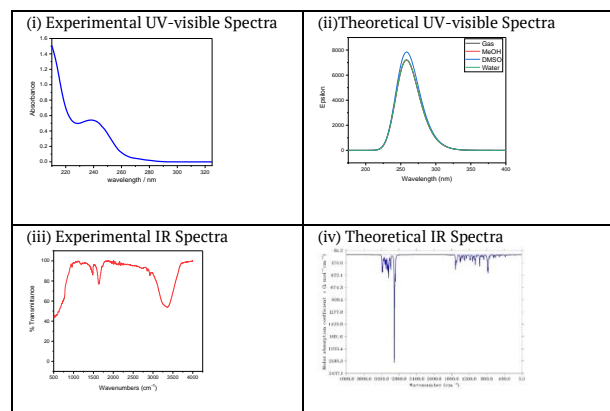 (i) Experimental UV-visible Spectra
1.6
1.4
1.2
1.0
0.8
0.6
0.4
0.2
0.0
Absorbance
220 240 260 280 300 320
wavelength / nm
(ii)Theoretical UV-visible Spectra
Gas
MeOH
DMSO
Water
8000
6000
4000
2000
0
Epsilon
200 250 300 350 400
Wavelength (nm)
(iii) Experimental IR Spectra
100
80
60
40
20
0
% Transmittance
500 1000 1500 2000 2500 3000 3500 4000
Wavenumbers (cm⁻¹)
(iv) Theoretical IR Spectra